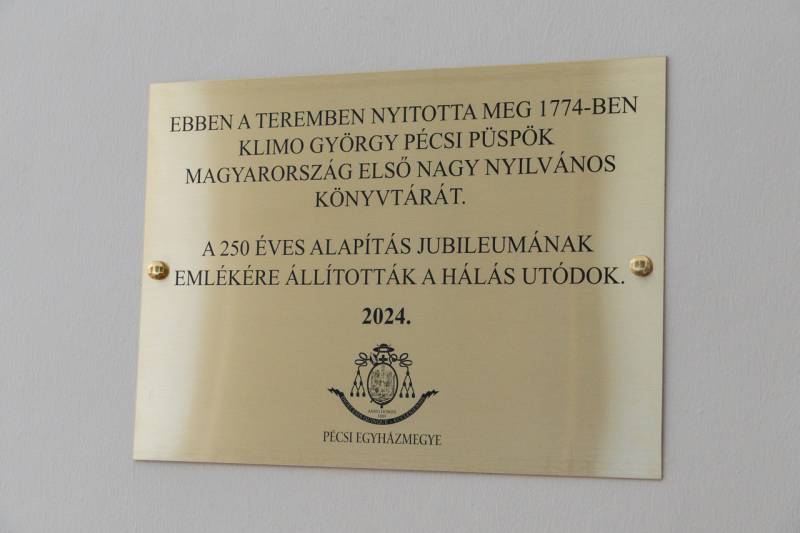 EBBEN A TEREMBEN NYITOTTA MEG 1774-BEN
KLIMO GYÖRGY PÉCSI PÜSPÖK
MAGYARORSZÁG ELSŐ NAGY NYILVÁNOS
KÖNYVTÁRÁT.
A 250 ÉVES ALAPÍTÁS JUBILEUMÁNAK
EMLÉKÉRE ÁLLÍTOTTÁK A HÁLÁS UTÓDOK.
2024.
PÉCSI EGYHÁZMEGYE